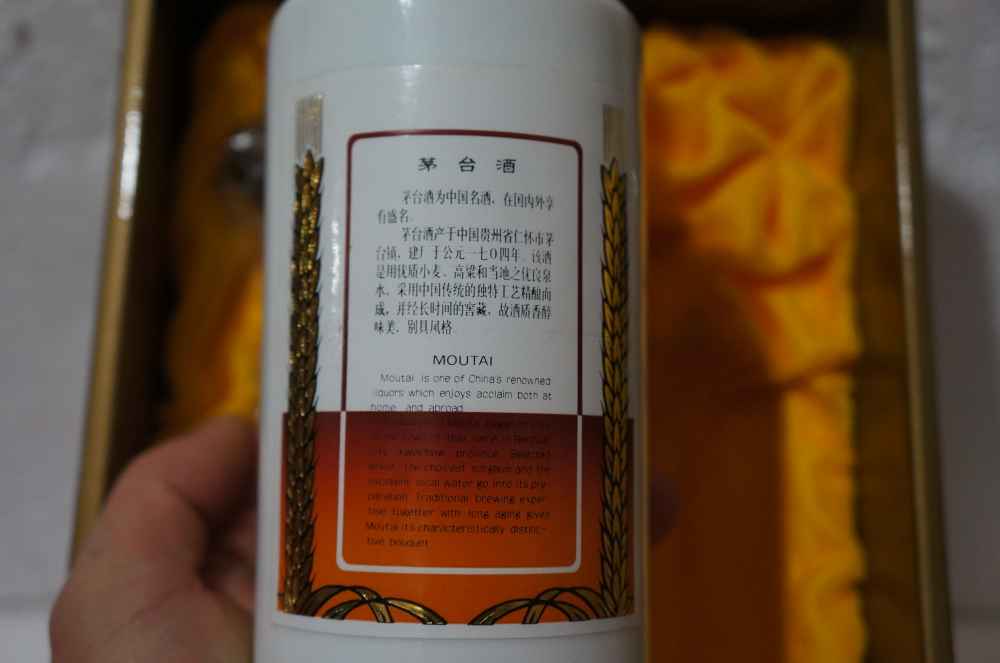 茅台酒
茅台酒为中国名酒，在国内外享
有盛名。
茅台酒产于中国贵州省仁怀市茅
台镇，建厂于公元一七0四年。该酒
是用优质小麦、高粱和当地之优良泉
水，采用中国传统的独特工艺精酿而
成，并经长时间的窖藏，故酒质香醇
味美，别具风格。
MOUTAI
Moutai is one of China's renowned
liquors which enjoys acclaim both at
home and abroad
city Kweichow province Selected
wheat, the choicest sorghum and the
excellent local water go into its pre-
paration Traditional brewing exper-
tise together with long aging gives
Moutai its characteristically distinc-
tive bouquet